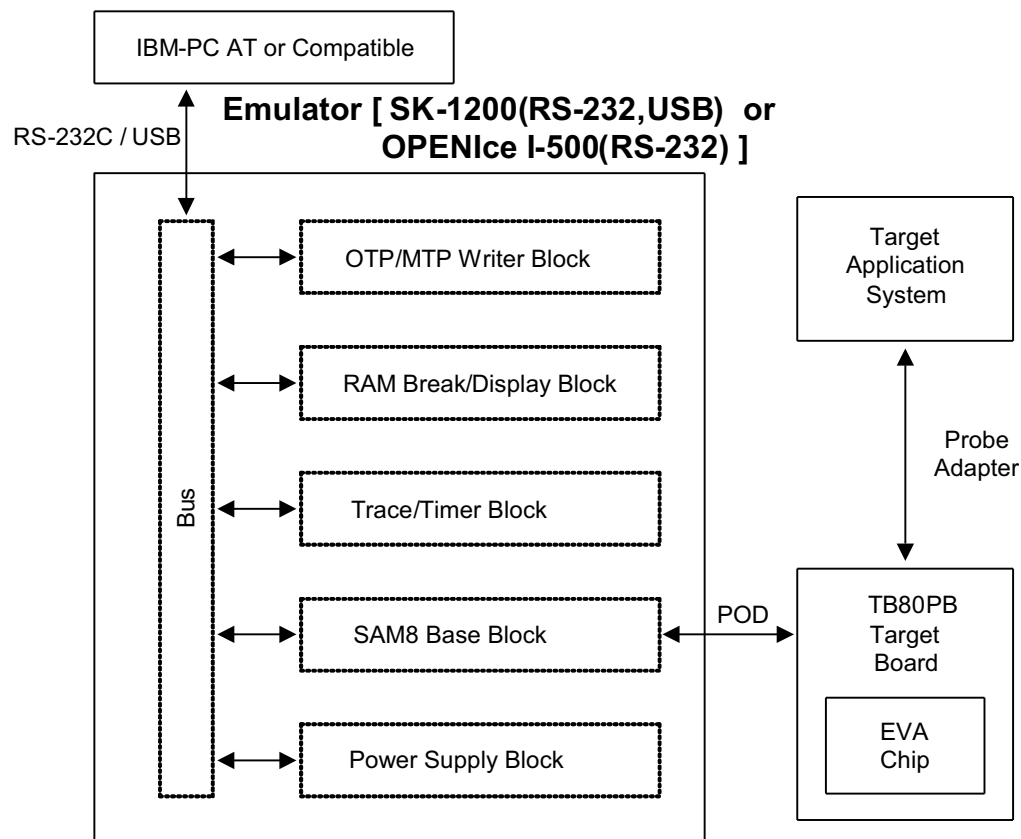 IBM-PC AT or Compatible
Emulator [ SK-1200(RS-232,USB) or
OPENIce I-500(RS-232) ]
RS-232C / USB
Bus
OTP/MTP Writer Block
RAM Break/Display Block
Trace/Timer Block
SAM8 Base Block
Power Supply Block
POD
Target
Application
System
Probe
Adapter
TB80PB
Target
Board
EVA
Chip